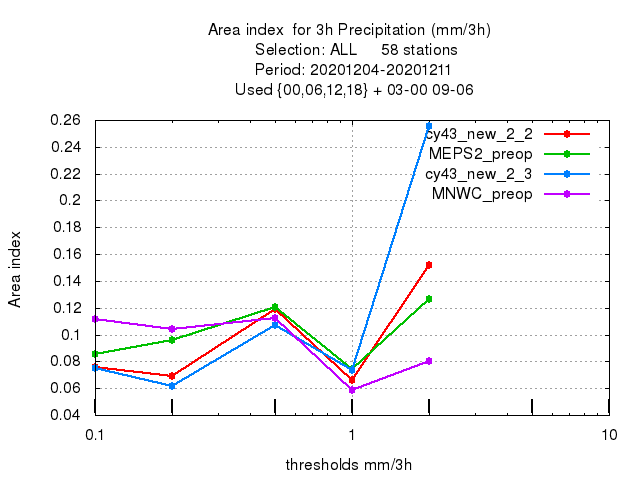 Area index  for 3h Precipitation (mm/3h)
Selection: ALL     58 stations
Period: 20201204-20201211
Used {00,06,12,18} + 03-00 09-06
0.26
0.24
0.22
0.2
0.18
0.16
0.14
0.12
0.1
0.08
0.06
0.04
Area index
cy43_new_2_2
MEPS2_preop
cy43_new_2_3
MNWC_preop
0.1 1 10
thresholds mm/3h